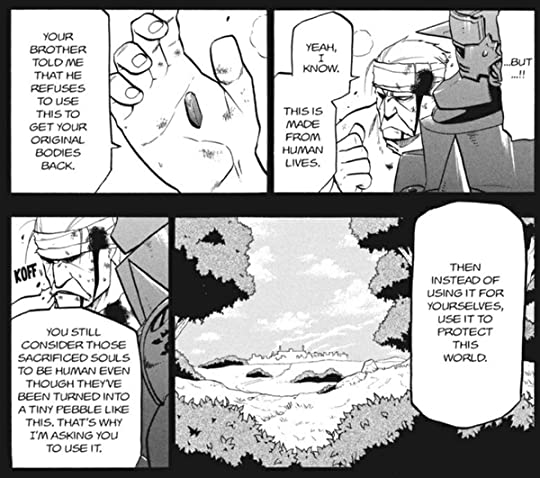 ...BUT
...!!
YEAH,
I
KNOW.
THIS IS
MADE
FROM
HUMAN
LIVES.
YOUR
BROTHER
TOLD ME
THAT HE
REFUSES
TO USE
THIS TO
GET YOUR
ORIGINAL
BODIES
BACK.
THEN
INSTEAD OF
USING IT FOR
YOURSELVES,
USE IT TO
PROTECT
THIS
WORLD.
KOFF
YOU STILL
CONSIDER THOSE
SACRIFICED SOULS
TO BE HUMAN EVEN
THOUGH THEY'VE
BEEN TURNED INTO
A TINY PEBBLE LIKE
THIS. THAT'S WHY
I'M ASKING YOU
TO USE IT.